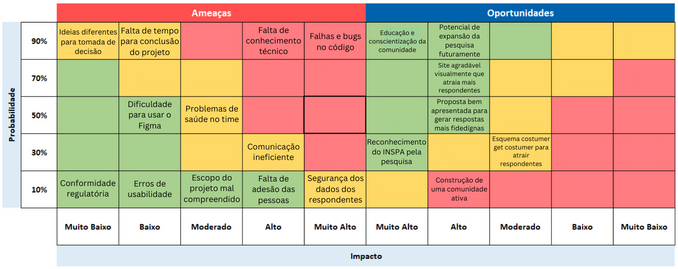 Ameaças
Oportunidades
Probabilidade
90%
Ideias diferentes
para tomada de
decisão
Falta de tempo
para conclusão
do projeto
Falta de
conhecimento
técnico
Falhas e bugs
no código
Educação e
conscientização da
comunidade
Potencial de
expansão da
pesquisa
futuramente
70%
Site agradável
visualmente que
atraia mais
respondentes
50%
Dificuldade
para usar o
Figma
Problemas de
saúde no time
Proposta bem
apresentada para
gerar respostas
mais fidedignas
30%
Comunicação
ineficiente
Reconhecimento
do INSPA pela
pesquisa
Esquema costumer
get costumer para
atrair
respondentes
10%
Conformidade
regulatória
Erros de
usabilidade
Escopo do
projeto mal
compreendido
Falta de
adesão das
pessoas
Segurança dos
dados dos
respondentes
Construção de
uma comunidade
ativa
Muito Baixo
Baixo
Moderado
Alto
Muito Alto
Muito Alto
Alto
Moderado
Baixo
Muito Baixo
Impacto